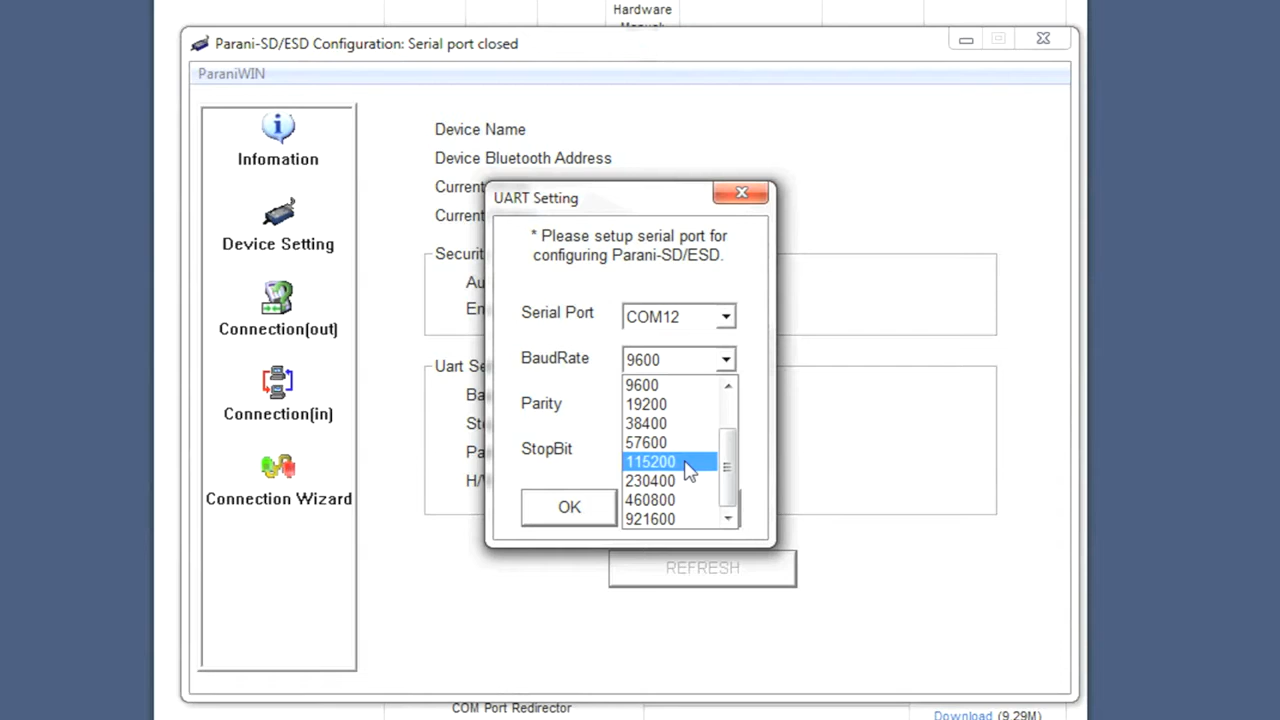 Hardware
Parani-SD/ESD Configuration: Serial port closed
ParaniWIN
Infomation
Device Setting
Connection(out)
Connection(in)
Connection Wizard
Device Name
Device Bluetooth Address
Current
Current
Securit
Au
En
Uart Se
Ba
Sto
Pa
H/
REFRESH
UART Setting
* Please setup serial port for
configuring Parani-SD/ESD.
Serial Port COM12
BaudRate 9600
9600
19200
38400
57600
115200
230400
460800
921600
Parity
StopBit
OK
COM Port Redirector
Download (9.29M)